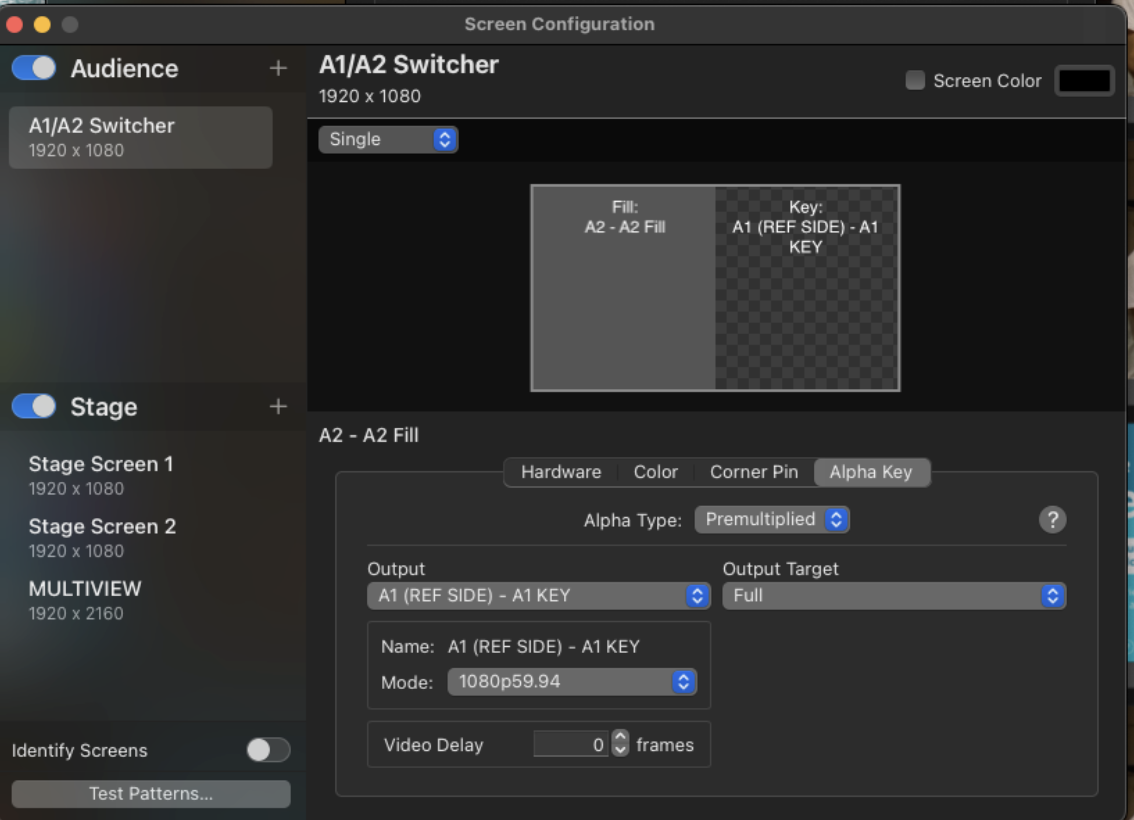 Screen Configuration
Audience
+
A1/A2 Switcher
1920 x 1080
Stage
+
Stage Screen 1
1920 x 1080
Stage Screen 2
1920 x 1080
MULTIVIEW
1920 x 2160
Identify Screens
Test Patterns...
A1/A2 Switcher
1920 x 1080
Screen Color
Single
Fill:
A2 - A2 Fill
Key:
A1 (REF SIDE) - A1
KEY
A2 - A2 Fill
Hardware Color Corner Pin Alpha Key
Alpha Type: Premultiplied
?
Output
A1 (REF SIDE) - A1 KEY
Output Target
Full
Name: A1 (REF SIDE) - A1 KEY
Mode: 1080p59.94
Video Delay 0 frames